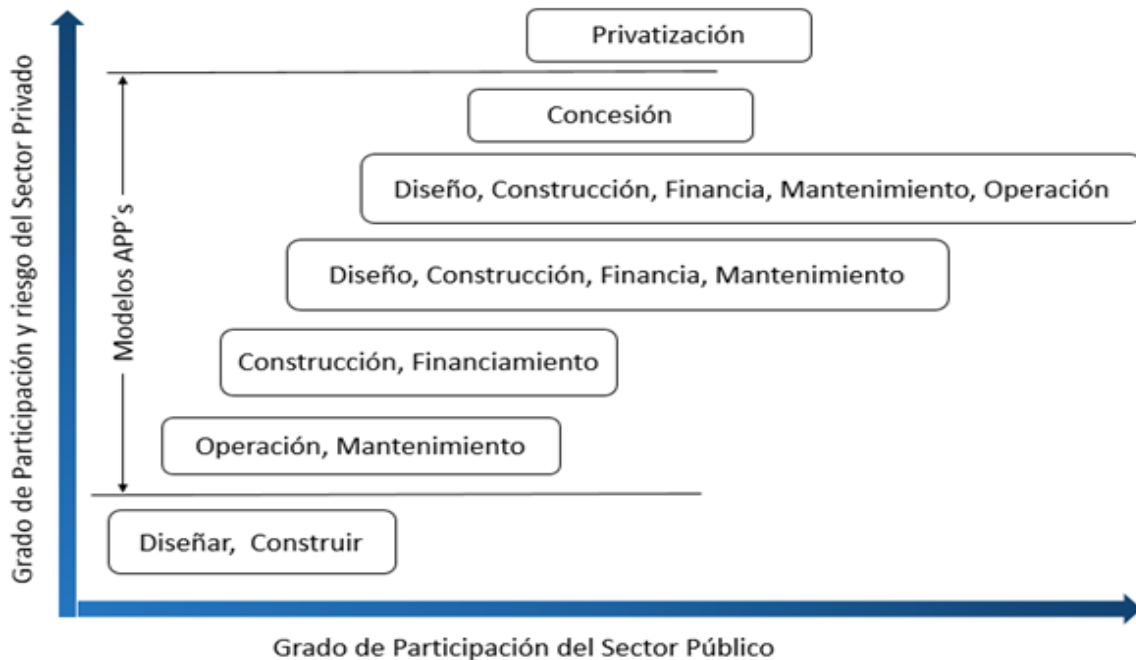 Privatización
Concesión
Diseño, Construcción, Financia, Mantenimiento, Operación
Diseño, Construcción, Financia, Mantenimiento
Construcción, Financiamiento
Operación, Mantenimiento
Diseñar, Construir
Modelos APP´s
Grado de Participación y riesgo del Sector Privado
Grado de Participación del Sector Público